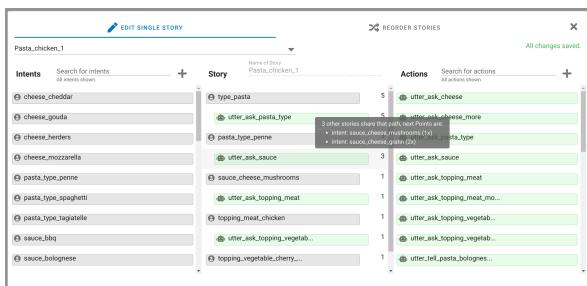 EDIT SINGLE STORY
REORDER STORIES
Pasta_chicken_1
All changes saved.
Intents
Search for intents
All intents shown.
Story
Name of Story
Pasta_chicken_1
Actions
Search for actions
All actions shown.
cheese_cheddar
cheese_gouda
cheese_herders
cheese_mozzarella
pasta_type_penne
pasta_type_spaghetti
pasta_type_tagiatelle
sauce_bbq
sauce_bolognese
type_pasta 5
utter_ask_pasta_type 5
pasta_type_penne
utter_ask_sauce 3
sauce_cheese_mushrooms 1
utter_ask_topping_meat 1
topping_meat_chicken 1
utter_ask_topping_vegetab... 1
topping_vegetable_cherry_... 1
3 other stories share that path, next Points are:
intent: sauce_cheese_mushrooms (1x)
intent: sauce_cheese_gratin (2x)
utter_ask_cheese
utter_ask_cheese_more
utter_ask_pasta_type
utter_ask_sauce
utter_ask_topping_meat
utter_ask_topping_meat_mo...
utter_ask_topping_vegetab...
utter_ask_topping_vegetab...
utter_tell_pasta_bolognes...